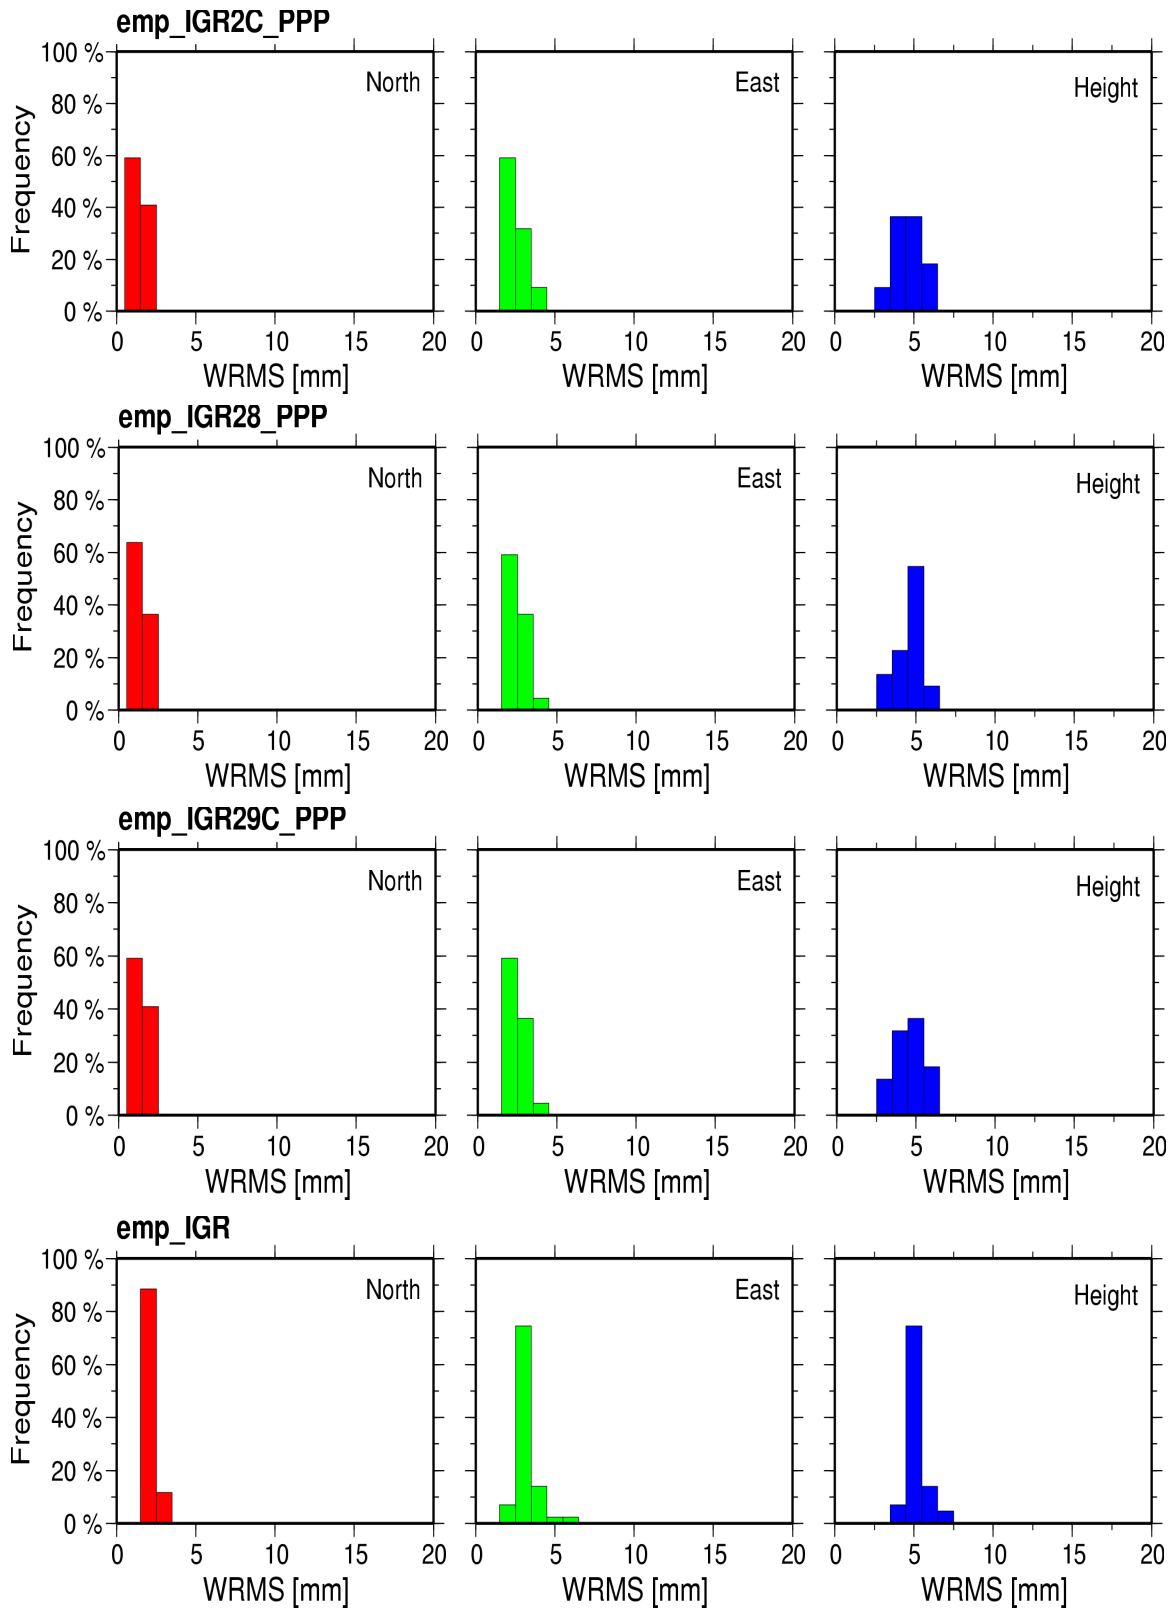 emp_IGR2C_PPP
100 %
80 %
60 %
40 %
20 %
0 %
Frequency
North
East
Height
0 5 10 15 20 0 5 10 15 20 0 5 10 15 20
WRMS [mm] WRMS [mm] WRMS [mm]
emp_IGR28_PPP
100 %
80 %
60 %
40 %
20 %
0 %
Frequency
North
East
Height
0 5 10 15 20 0 5 10 15 20 0 5 10 15 20
WRMS [mm] WRMS [mm] WRMS [mm]
emp_IGR29C_PPP
100 %
80 %
60 %
40 %
20 %
0 %
Frequency
North
East
Height
0 5 10 15 20 0 5 10 15 20 0 5 10 15 20
WRMS [mm] WRMS [mm] WRMS [mm]
emp_IGR
100 %
80 %
60 %
40 %
20 %
0 %
Frequency
North
East
Height
0 5 10 15 20 0 5 10 15 20 0 5 10 15 20
WRMS [mm] WRMS [mm] WRMS [mm]